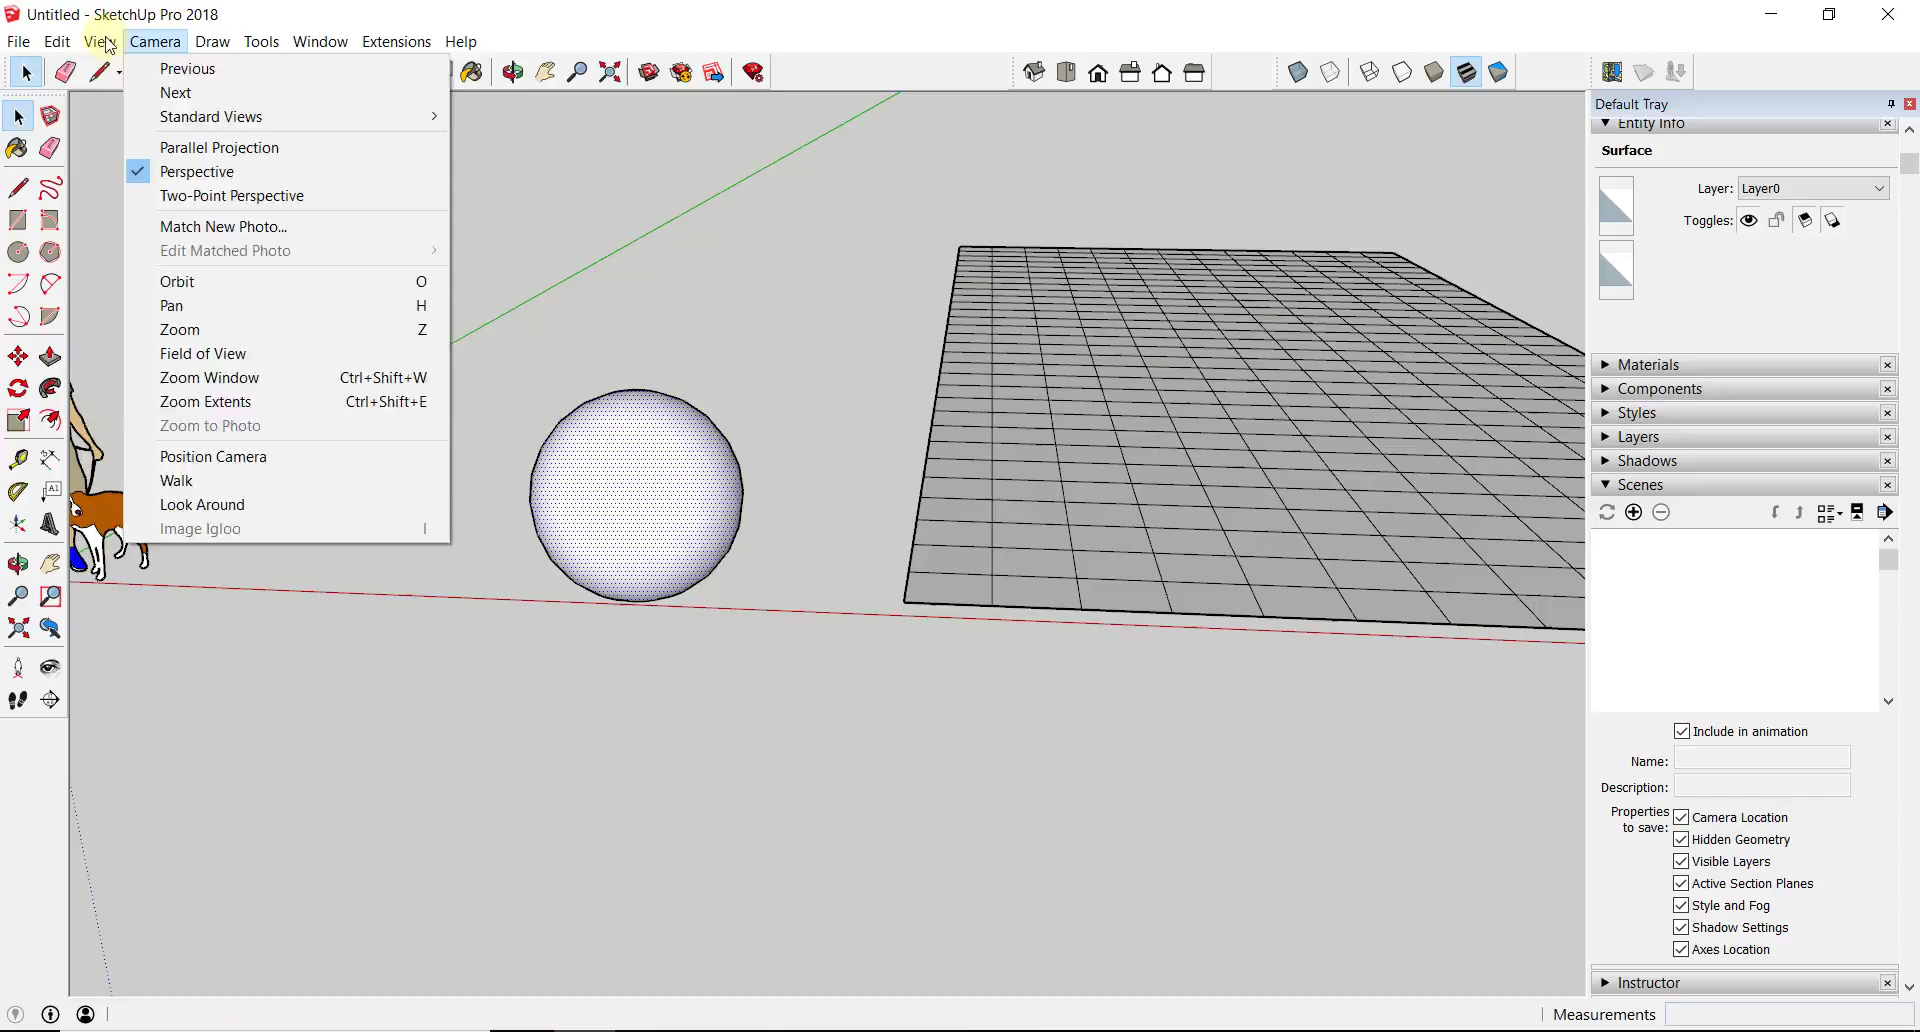 Untitled - SketchUp Pro 2018
File Edit View Camera Draw Tools Window Extensions Help
Previous
Next
Standard Views
Parallel Projection
Perspective
Two-Point Perspective
Match New Photo...
Edit Matched Photo
Orbit O
Pan H
Zoom Z
Field of View
Zoom Window Ctrl+Shift+W
Zoom Extents Ctrl+Shift+E
Zoom to Photo
Position Camera
Walk
Look Around
Image Igloo I
A1
Default Tray
Entity Info
Surface
Layer: Layer0
Toggles:
Materials
Components
Styles
Layers
Shadows
Scenes
Include in animation
Name:
Description:
Properties to save:
Camera Location
Hidden Geometry
Visible Layers
Active Section Planes
Style and Fog
Shadow Settings
Axes Location
Instructor
Measurements